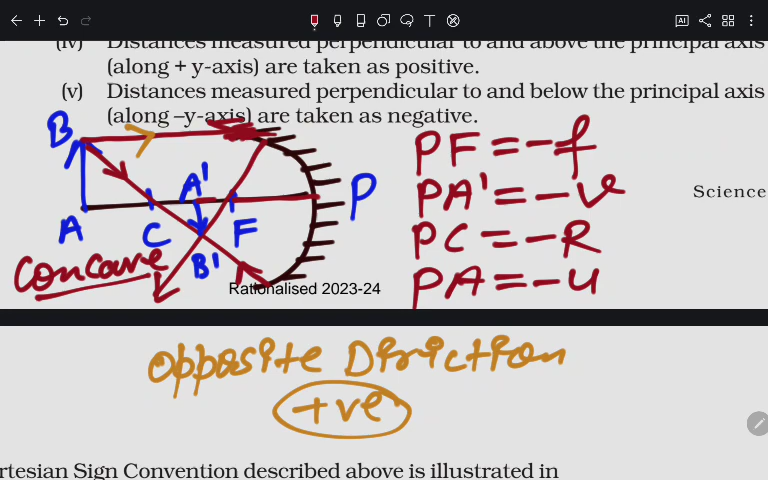 (iv) Distances measured perpendicular to and above the principal axis
(along + y-axis) are taken as positive.
(v) Distances measured perpendicular to and below the principal axis
(along –y-axis) are taken as negative.
B
A
C
A'
B'
F
P
concave
PF = -f
PA' = -v
PC = -R
PA = -u
Science
Rationalised 2023-24
opposite Diriction
+ve
rtesian Sign Convention described above is illustrated in